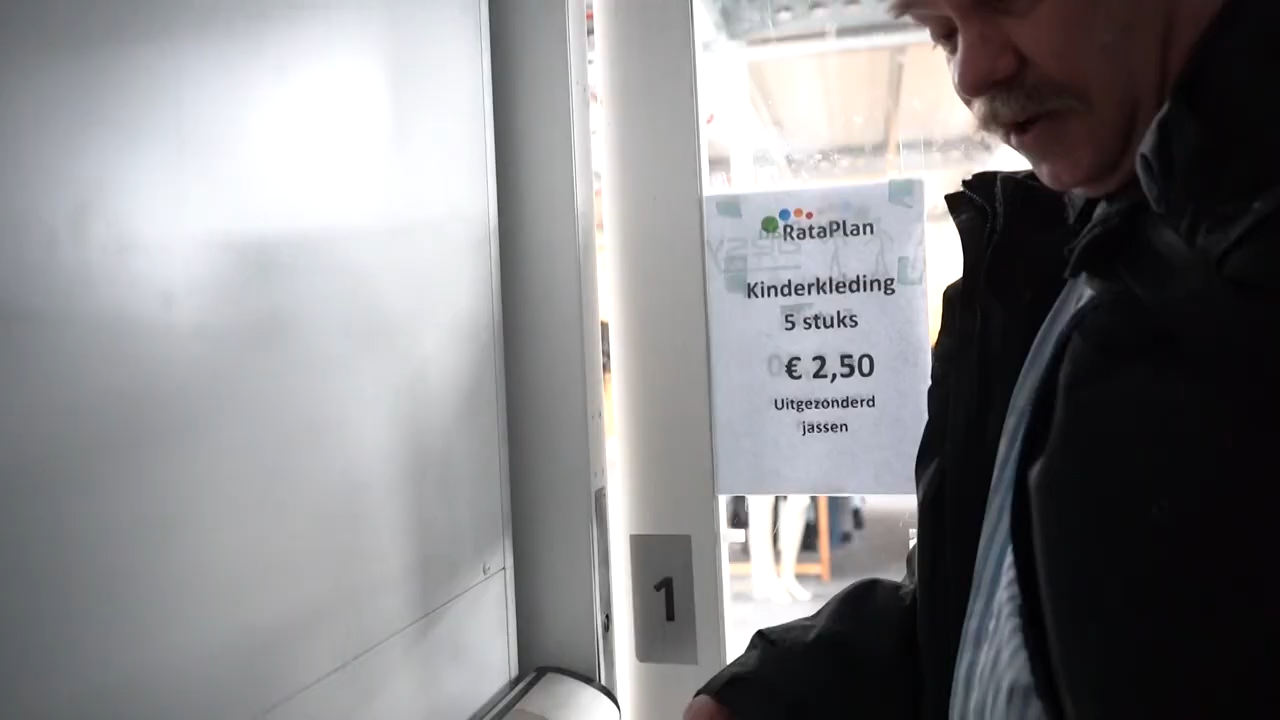 RataPlan
Kinderkleding
5 stuks
€ 2,50
Uitgezonderd
jassen
1